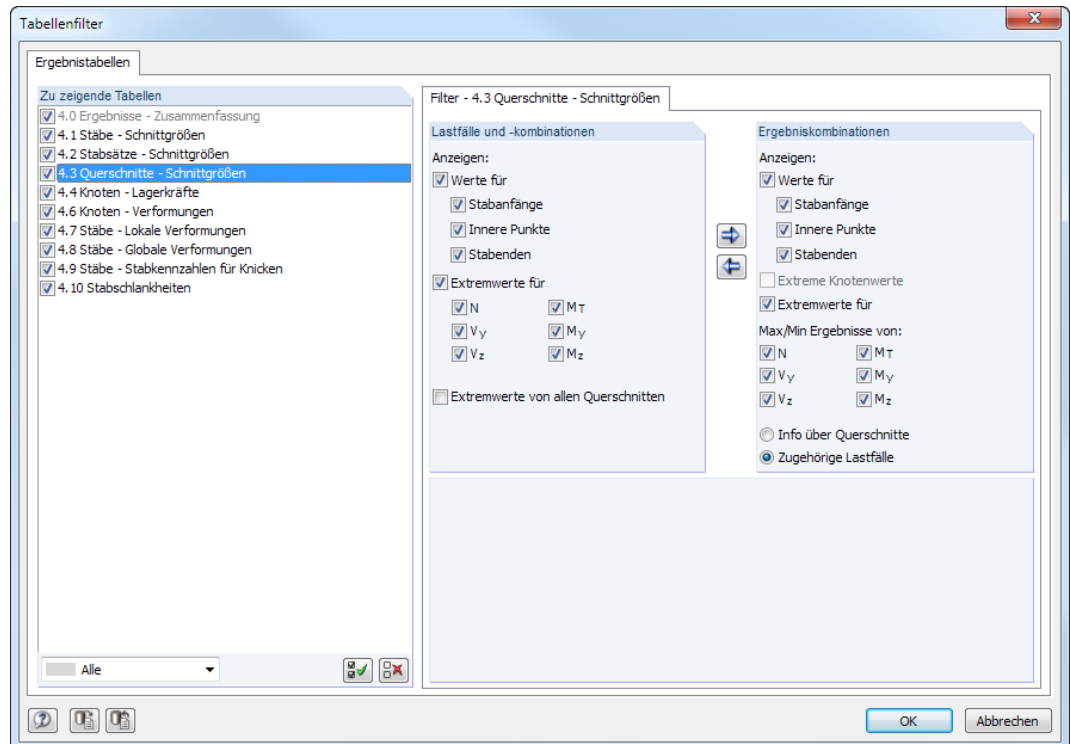 Tabellenfilter
Ergebnistabellen
Zu zeigende Tabellen
4.0 Ergebnisse - Zusammenfassung
4.1 Stäbe - Schnittgrößen
4.2 Stabsätze - Schnittgrößen
4.3 Querschnitte - Schnittgrößen
4.4 Knoten - Lagerkräfte
4.6 Knoten - Verformungen
4.7 Stäbe - Lokale Verformungen
4.8 Stäbe - Globale Verformungen
4.9 Stäbe - Stabkennzahlen für Knicken
4.10 Stabschlankheiten
Alle
Filter - 4.3 Querschnitte - Schnittgrößen
Lastfälle und -kombinationen
Anzeigen:
Werte für
Stabanfänge
Innere Punkte
Stabenden
Extremwerte für
N MT
Vy My
Vz Mz
Extremwerte von allen Querschnitten
Ergebniskombinationen
Anzeigen:
Werte für
Stabanfänge
Innere Punkte
Stabenden
Extreme Knotenwerte
Extremwerte für
Max/Min Ergebnisse von:
N MT
Vy My
Vz Mz
Info über Querschnitte
Zugehörige Lastfälle
OK
Abbrechen